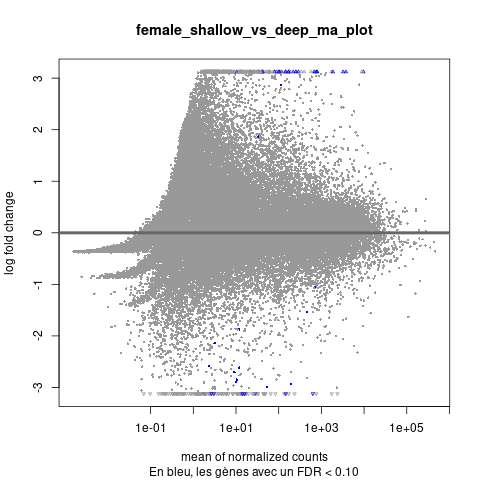 female_shallow_vs_deep_ma_plot
log fold change
3
2
1
0
-1
-2
-3
1e-01
1e+01
1e+03
1e+05
mean of normalized counts
En bleu, les gènes avec un FDR < 0.10